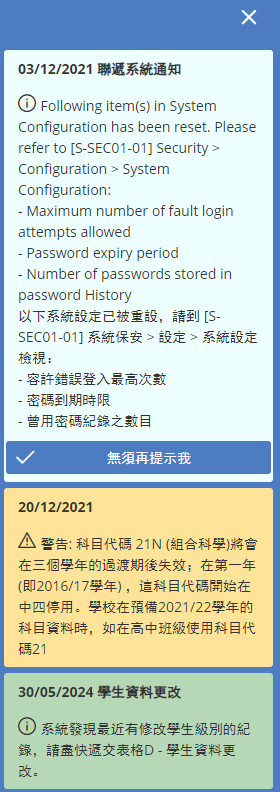 03/12/2021 聯遞系統通知
Following item(s) in System
Configuration has been reset. Please
refer to [S-SEC01-01] Security >
Configuration > System
Configuration:
- Maximum number of fault login
attempts allowed
- Password expiry period
- Number of passwords stored in
password History
以下系統設定已被重設，請到 [S-
SEC01-01] 系統保安 > 設定 > 系統設定
檢視：
- 容許錯誤登入最高次數
- 密碼到期時限
- 曾用密碼紀錄之數目
無須再提示我
20/12/2021
警告: 科目代碼 21N (組合科學)將會
在三個學年的過渡期後失效；在第一年
(即2016/17學年) ，這科目代碼開始在
中四停用。學校在預備2021/22學年的
科目資料時，如在高中班級使用科目代
碼21
30/05/2024 學生資料更改
系統發現最近有修改學生級別的紀
錄，請盡快遞交表格D - 學生資料更
改。